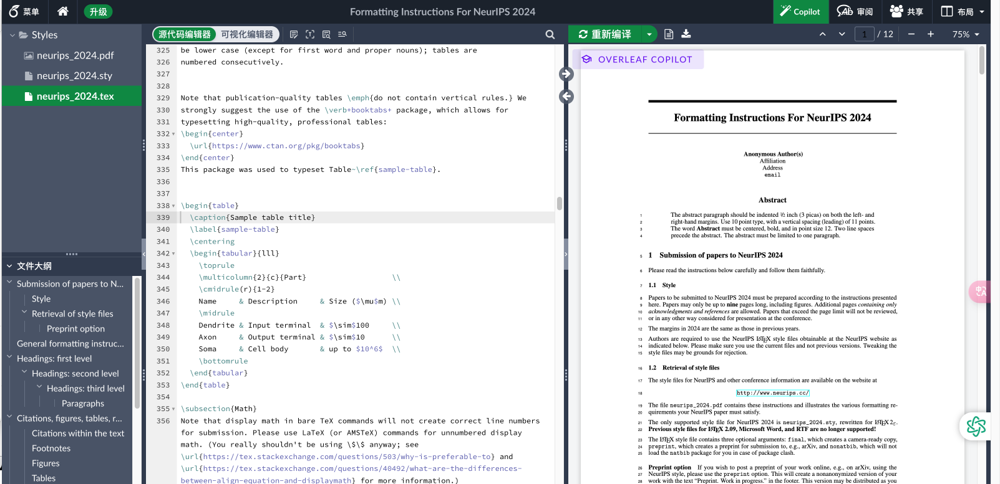 菜单
升级
Formatting Instructions For NeurIPS 2024
Copilot
审阅
共享
布局
Styles
neurips_2024.pdf
neurips_2024.sty
neurips_2024.tex
文件大纲
Submission of papers to N...
Style
Retrieval of style files
Preprint option
General formatting instruc...
Headings: first level
Headings: second level
Headings: third level
Paragraphs
Citations, figures, tables, r...
Citations within the text
Footnotes
Figures
Tables
源代码编辑器 可视化编辑器
325 be lower case (except for first word and proper nouns); tables are
326 numbered consecutively.
327
328
329 Note that publication-quality tables \emph{do not contain vertical rules.} We
330 strongly suggest the use of the \verb+booktabs+ package, which allows for
331 typesetting high-quality, professional tables:
332 \begin{center}
333 \url{https://www.ctan.org/pkg/booktabs}
334 \end{center}
335 This package was used to typeset Table~\ref{sample-table}.
336
337
338 \begin{table}
339 \caption{Sample table title}
340 \label{sample-table}
341 \centering
342 \begin{tabular}{lll}
343 \toprule
344 \multicolumn{2}{c}{Part} \\
345 \cmidrule(r){1-2}
346 Name & Description & Size ($\mu$m) \\
347 \midrule
348 Dendrite & Input terminal & $\sim$100 \\
349 Axon & Output terminal & $\sim$10 \\
350 Soma & Cell body & up to $10^6$ \\
351 \bottomrule
352 \end{tabular}
353 \end{table}
354
355 \subsection{Math}
356 Note that display math in bare TeX commands will not create correct line numbers
for submission. Please use LaTeX (or AMSTeX) commands for unnumbered display
math. (You really shouldn't be using \$\$ anyway; see
\url{https://tex.stackexchange.com/questions/503/why-is-preferable-to} and
\url{https://tex.stackexchange.com/questions/40492/what-are-the-differences-
between-align-equation-and-displaymath} for more information.)
重新编译
1 / 12
75%
OVERLEAF COPILOT
Formatting Instructions For NeurIPS 2024
Anonymous Author(s)
Affiliation
Address
email
Abstract
1 The abstract paragraph should be indented ½ inch (3 picas) on both the left- and
2 right-hand margins. Use 10 point type, with a vertical spacing (leading) of 11 points.
3 The word Abstract must be centered, bold, and in point size 12. Two line spaces
4 precede the abstract. The abstract must be limited to one paragraph.
5 1 Submission of papers to NeurIPS 2024
6 Please read the instructions below carefully and follow them faithfully.
7 1.1 Style
8 Papers to be submitted to NeurIPS 2024 must be prepared according to the instructions presented
9 here. Papers may only be up to nine pages long, including figures. Additional pages containing only
10 acknowledgments and references are allowed. Papers that exceed the page limit will not be reviewed,
11 or in any other way considered for presentation at the conference.
12 The margins in 2024 are the same as those in previous years.
13 Authors are required to use the NeurIPS LATEX style files obtainable at the NeurIPS website as
14 indicated below. Please make sure you use the current files and not previous versions. Tweaking the
15 style files may be grounds for rejection.
16 1.2 Retrieval of style files
17 The style files for NeurIPS and other conference information are available on the website at
18 http://www.neurips.cc/
19 The file neurips_2024.pdf contains these instructions and illustrates the various formatting re-
20 quirements your NeurIPS paper must satisfy.
21 The only supported style file for NeurIPS 2024 is neurips_2024.sty, rewritten for LATEX 2ε.
22 Previous style files for LATEX 2.09, Microsoft Word, and RTF are no longer supported!
23 The LATEX style file contains three optional arguments: final, which creates a camera-ready copy,
24 preprint, which creates a preprint for submission to, e.g., arXiv, and nonatbib, which will not
25 load the natbib package for you in case of package clash.
26 Preprint option If you wish to post a preprint of your work online, e.g., on arXiv, using the
27 NeurIPS style, please use the preprint option. This will create a nonanonymized version of your
28 work with the text “Preprint. Work in progress.” in the footer. This version may be distributed as you